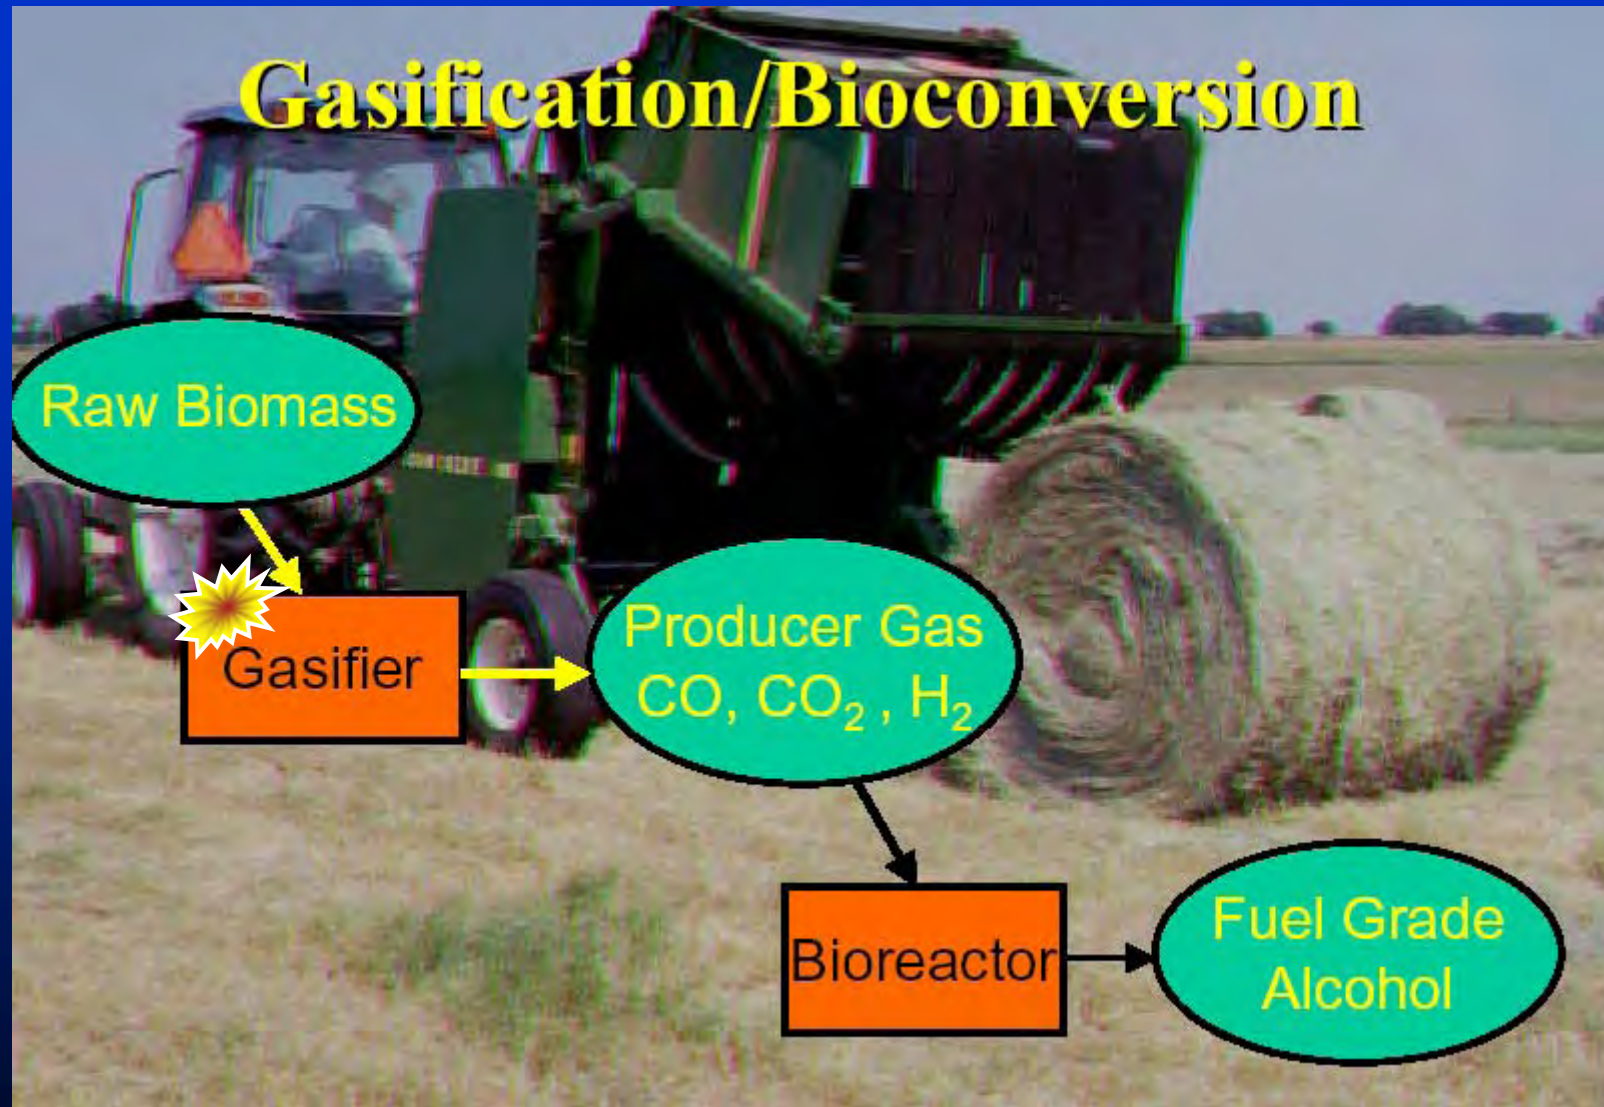 Gasification/Bioconversion
Raw Biomass
Gasifier
Producer Gas
CO, CO₂ , H₂
Bioreactor
Fuel Grade
Alcohol